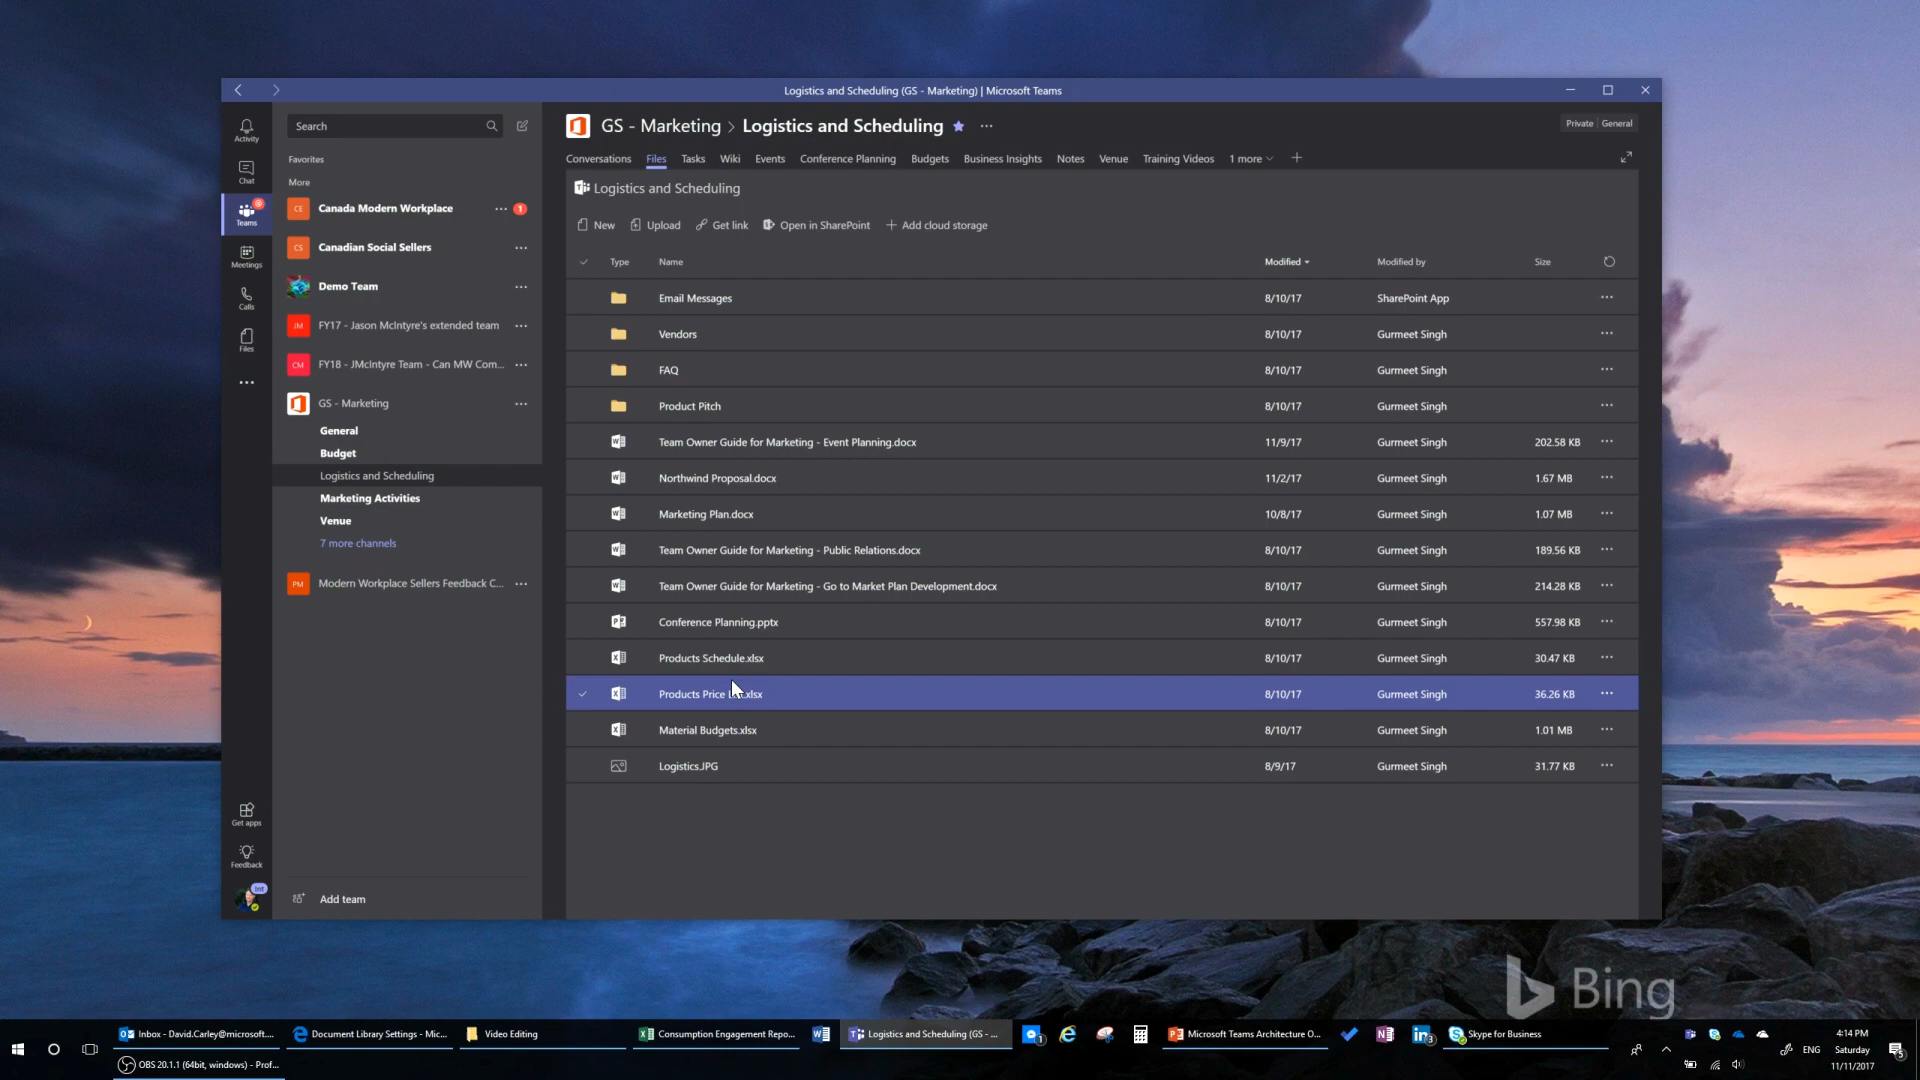 Logistics and Scheduling (GS - Marketing) | Microsoft Teams
Activity
Chat
Teams
Meetings
Calls
Files
Get apps
Feedback
Int
Search
Favorites
More
CE Canada Modern Workplace ... 1
CS Canadian Social Sellers ...
Demo Team ...
JM FY17 - Jason McIntyre's extended team ...
CM FY18 - JMcIntyre Team - Can MW Com... ...
GS - Marketing ...
General
Budget
Logistics and Scheduling
Marketing Activities
Venue
7 more channels
PM Modern Workplace Sellers Feedback C... ...
Add team
GS - Marketing > Logistics and Scheduling ...
Private General
Conversations Files Tasks Wiki Events Conference Planning Budgets Business Insights Notes Venue Training Videos 1 more +
Logistics and Scheduling
New Upload Get link Open in SharePoint + Add cloud storage
Type Name Modified Modified by Size
Email Messages 8/10/17 SharePoint App ...
Vendors 8/10/17 Gurmeet Singh ...
FAQ 8/10/17 Gurmeet Singh ...
Product Pitch 8/10/17 Gurmeet Singh ...
Team Owner Guide for Marketing - Event Planning.docx 11/9/17 Gurmeet Singh 202.58 KB ...
Northwind Proposal.docx 11/2/17 Gurmeet Singh 1.67 MB ...
Marketing Plan.docx 10/8/17 Gurmeet Singh 1.07 MB ...
Team Owner Guide for Marketing - Public Relations.docx 8/10/17 Gurmeet Singh 189.56 KB ...
Team Owner Guide for Marketing - Go to Market Plan Development.docx 8/10/17 Gurmeet Singh 214.28 KB ...
Conference Planning.pptx 8/10/17 Gurmeet Singh 557.98 KB ...
Products Schedule.xlsx 8/10/17 Gurmeet Singh 30.47 KB ...
Products Price .xlsx 8/10/17 Gurmeet Singh 36.26 KB ...
Material Budgets.xlsx 8/10/17 Gurmeet Singh 1.01 MB ...
Logistics.JPG 8/9/17 Gurmeet Singh 31.77 KB ...
Bing
Inbox - David.Carley@microsoft.... Document Library Settings - Mic... Video Editing Consumption Engagement Repo... Logistics and Scheduling (GS - ... 1 Microsoft Teams Architecture O... 3 Skype for Business
OBS 20.1.1 (64bit, windows) - Prof...
ENG
4:14 PM
Saturday
11/11/2017
5